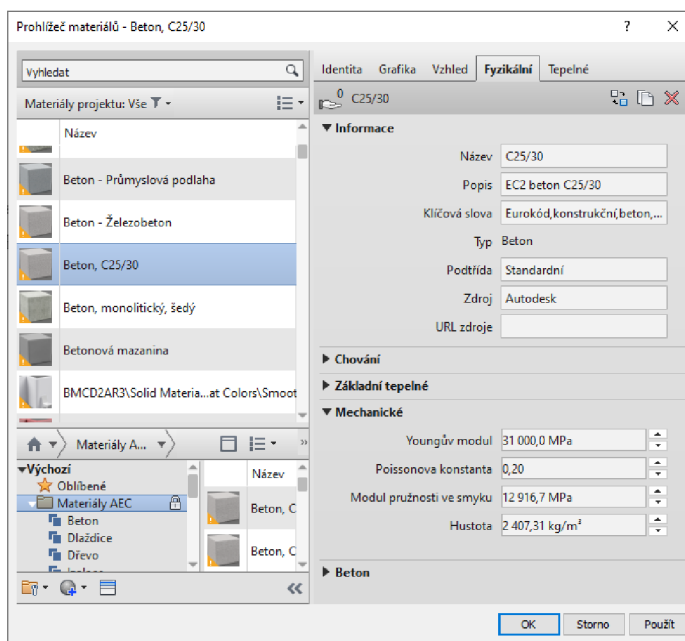 Prohlížeč materiálů - Beton, C25/30
? ×
Vyhledat
Materiály projektu: Vše
Název
Beton - Průmyslová podlaha
Beton - Železobeton
Beton, C25/30
Beton, monolitický, šedý
Betonová mazanina
BMCD2AR3\Solid Materia...at Colors\Smoot
Materiály A...
»
Výchozí
Oblíbené
Materiály AEC
Beton
Dlaždice
Dřevo
Název
Beton, C
Beton, C
Identita Grafika Vzhled Fyzikální Tepelné
0
C25/30
Informace
Název C25/30
Popis EC2 beton C25/30
Klíčová slova Eurokód,konstrukční,beton,...
Typ Beton
Podtřída Standardní
Zdroj Autodesk
URL zdroje
Chování
Základní tepelné
Mechanické
Youngův modul 31 000,0 MPa
Poissonova konstanta 0,20
Modul pružnosti ve smyku 12 916,7 MPa
Hustota 2 407,31 kg/m³
Beton
OK Storno Použít